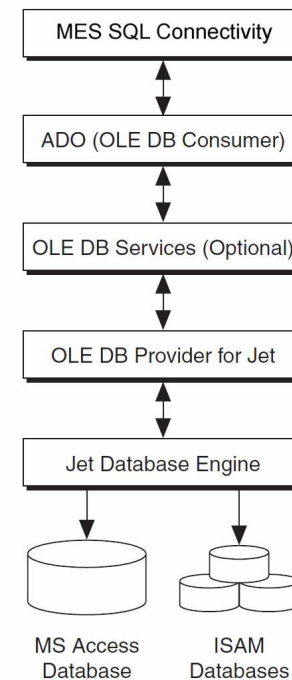 MES SQL Connectivity
ADO (OLE DB Consumer)
OLE DB Services (Optional)
OLE DB Provider for Jet
Jet Database Engine
MS Access
Database
ISAM
Databases